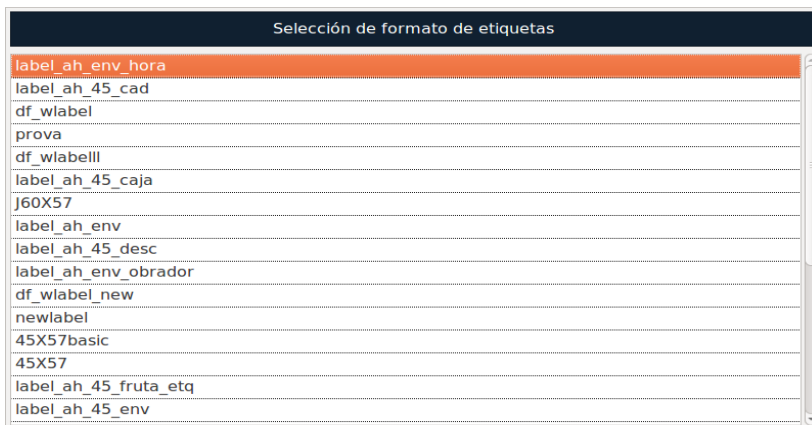 Selección de formato de etiquetas
label_ah_env_hora
label_ah_45_cad
df_wlabel
prova
df_wlabelll
label_ah_45_caja
J60X57
label_ah_env
label_ah_45_desc
label_ah_env_obrador
df_wlabel_new
newlabel
45X57basic
45X57
label_ah_45_fruta_etq
label_ah_45_env